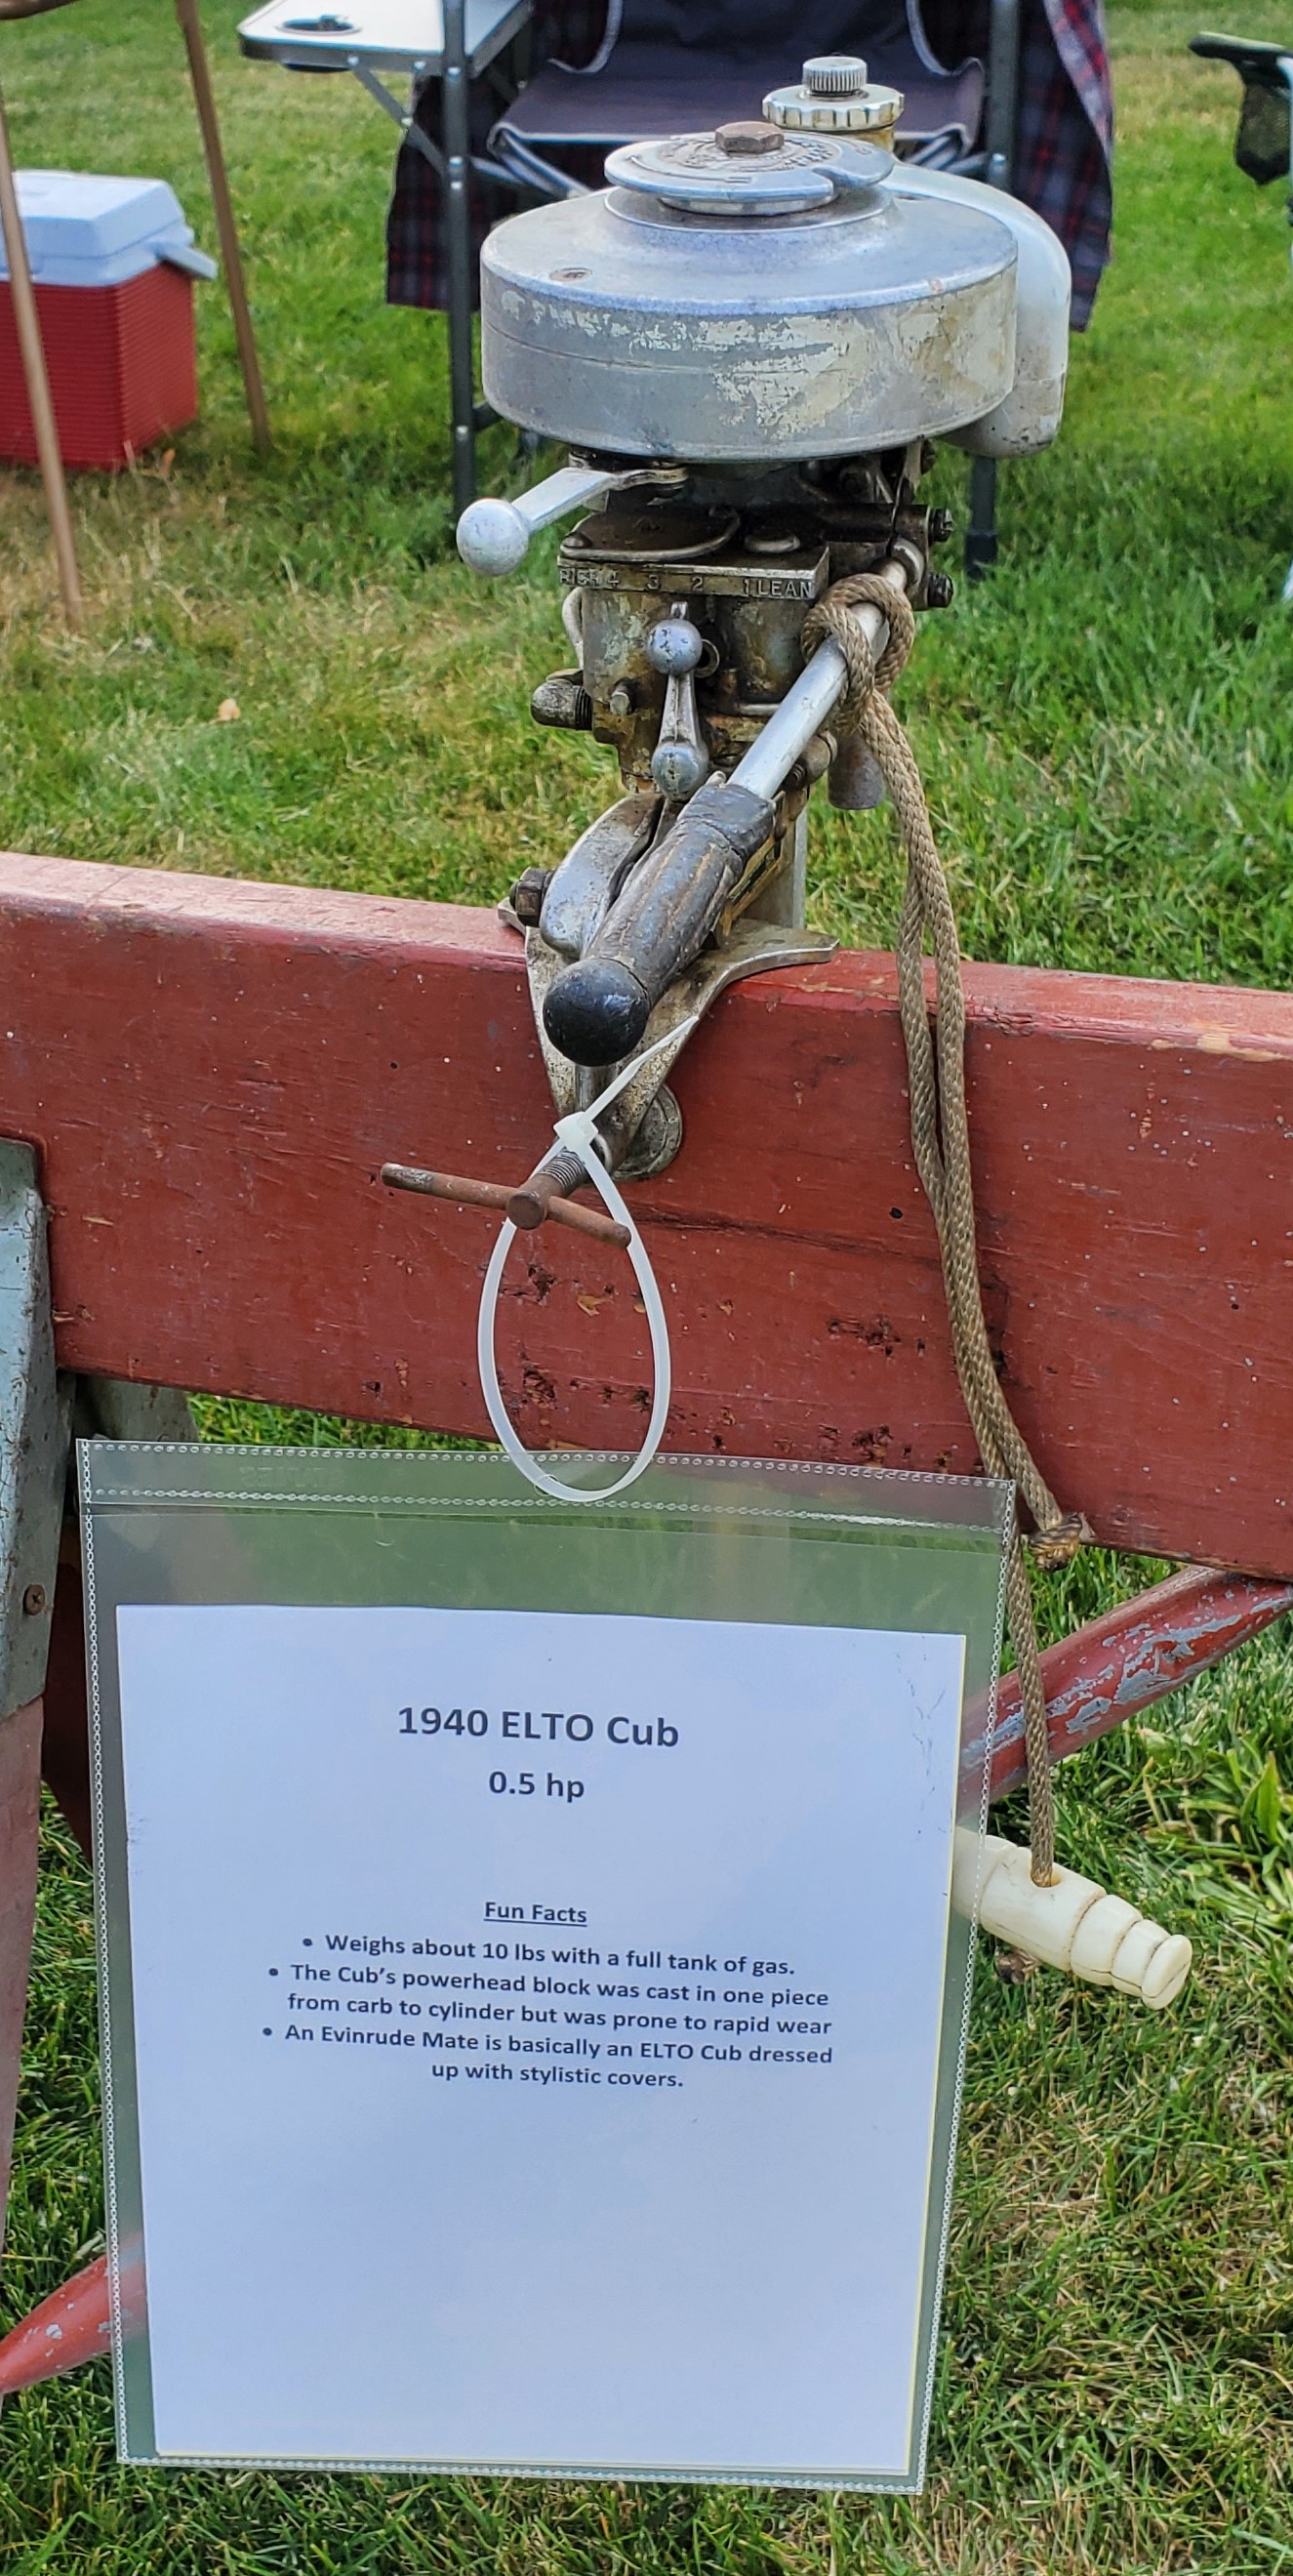 RICH 4 3 2 1 LEAN
1940 ELTO Cub
0.5 hp
Fun Facts
• Weighs about 10 lbs with a full tank of gas.
• The Cub's powerhead block was cast in one piece
from carb to cylinder but was prone to rapid wear
• An Evinrude Mate is basically an ELTO Cub dressed
up with stylistic covers.